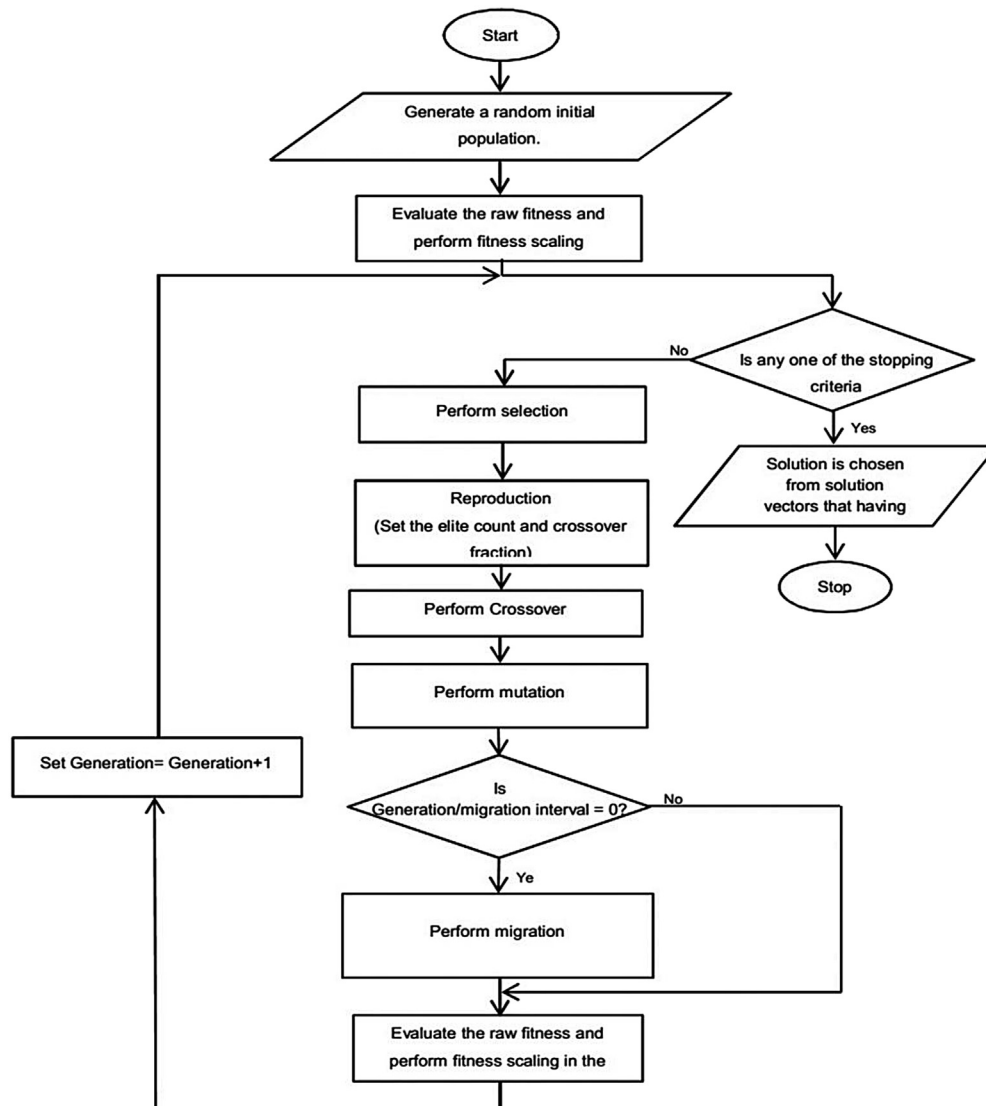 Start
Generate a random initial
population.
Evaluate the raw fitness and
perform fitness scaling
No
Is any one of the stopping
criteria
Yes
Perform selection
Solution is chosen
from solution
vectors that having
Reproduction
(Set the elite count and crossover
fraction)
Stop
Perform Crossover
Perform mutation
Set Generation= Generation+1
Is
Generation/migration interval = 0?
No
Ye
Perform migration
Evaluate the raw fitness and
perform fitness scaling in the